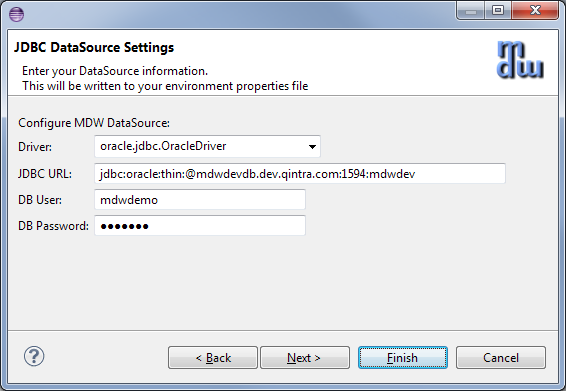 JDBC DataSource Settings
mdw
Enter your DataSource information.
This will be written to your environment properties file
Configure MDW DataSource:
Driver: oracle.jdbc.OracleDriver
JDBC URL: jdbc:oracle:thin:@mdwdevdb.dev.qintra.com:1594:mdwdev
DB User: mdwdemo
DB Password: ●●●●●●●
? < Back Next > Finish Cancel